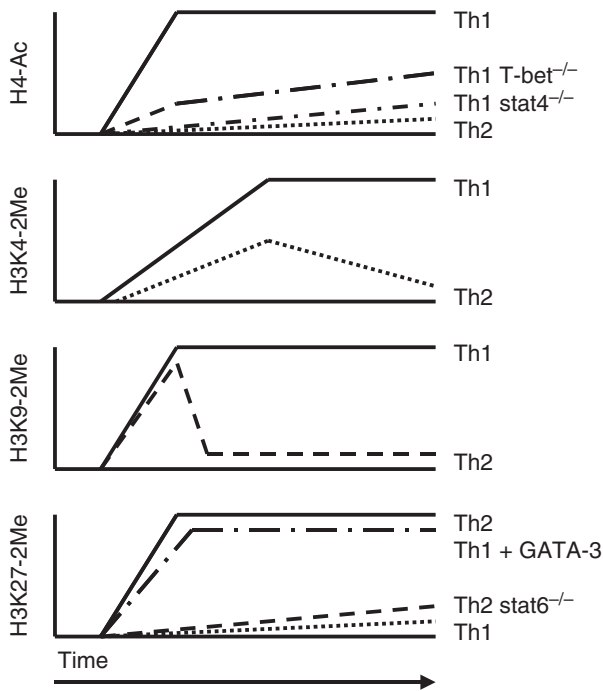 H4-Ac
Th1
Th1 T-bet–/–
Th1 stat4–/–
Th2
H3K4-2Me
Th1
Th2
H3K9-2Me
Th1
Th2
H3K27-2Me
Th2
Th1 + GATA-3
Th2 stat6–/–
Th1
Time